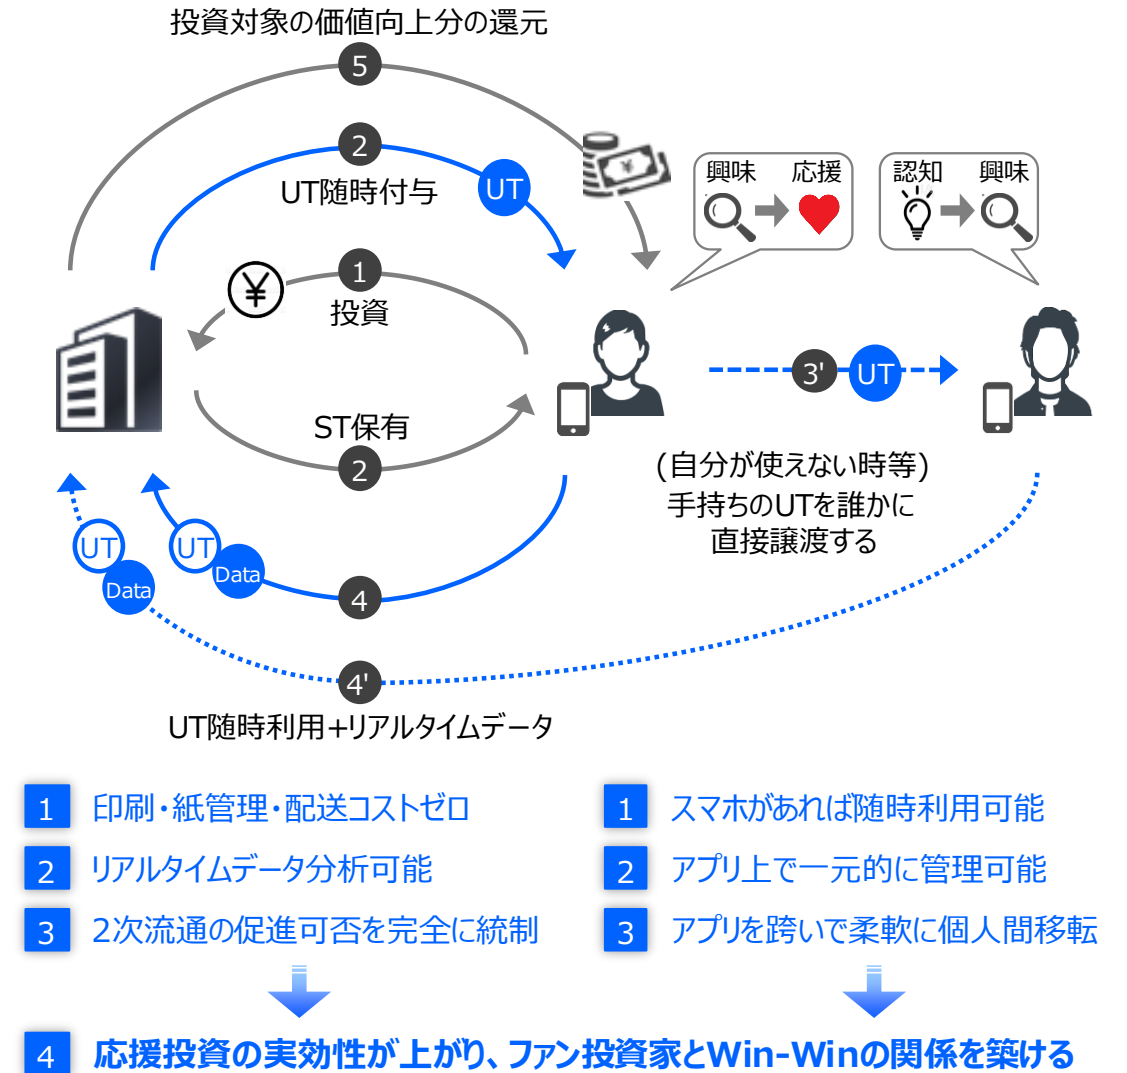 投資対象の価値向上分の還元
5
2
UT随時付与
UT
興味
応援
認知
興味
1
¥
投資
3'
UT
ST保有
2
(自分が使えない時等)
手持ちのUTを誰かに
直接譲渡する
UT
Data
UT
Data
4
4'
UT随時利用+リアルタイムデータ
1 印刷・紙管理・配送コストゼロ
2 リアルタイムデータ分析可能
3 2次流通の促進可否を完全に統制
1 スマホがあれば随時利用可能
2 アプリ上で一元的に管理可能
3 アプリを跨いで柔軟に個人間移転
4 応援投資の実効性が上がり、ファン投資家とWin-Winの関係を築ける